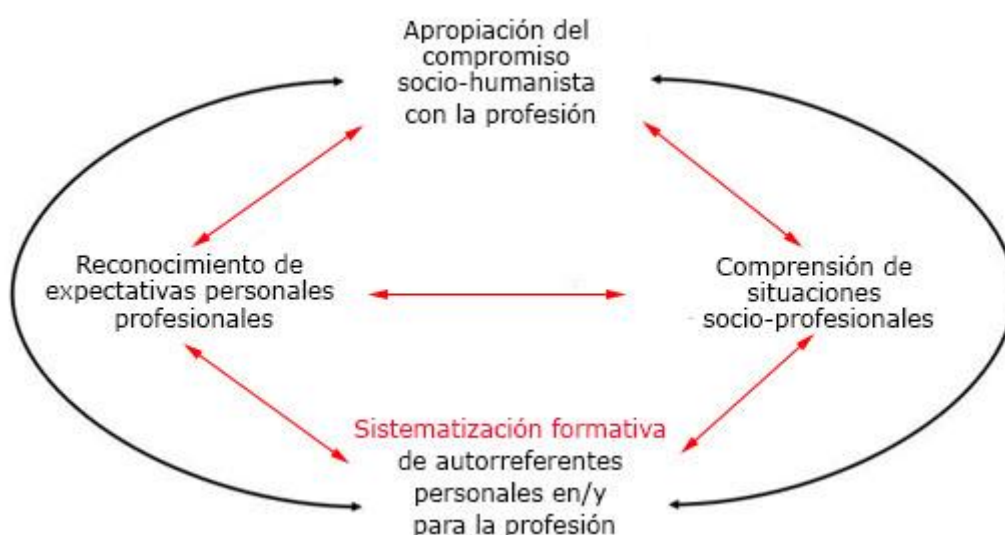 Apropiación del
compromiso
socio-humanista
con la profesión
Reconocimiento de
expectativas personales
profesionales
Comprensión de
situaciones
socio-profesionales
Sistematización formativa
de autorreferentes
personales en/y
para la profesión